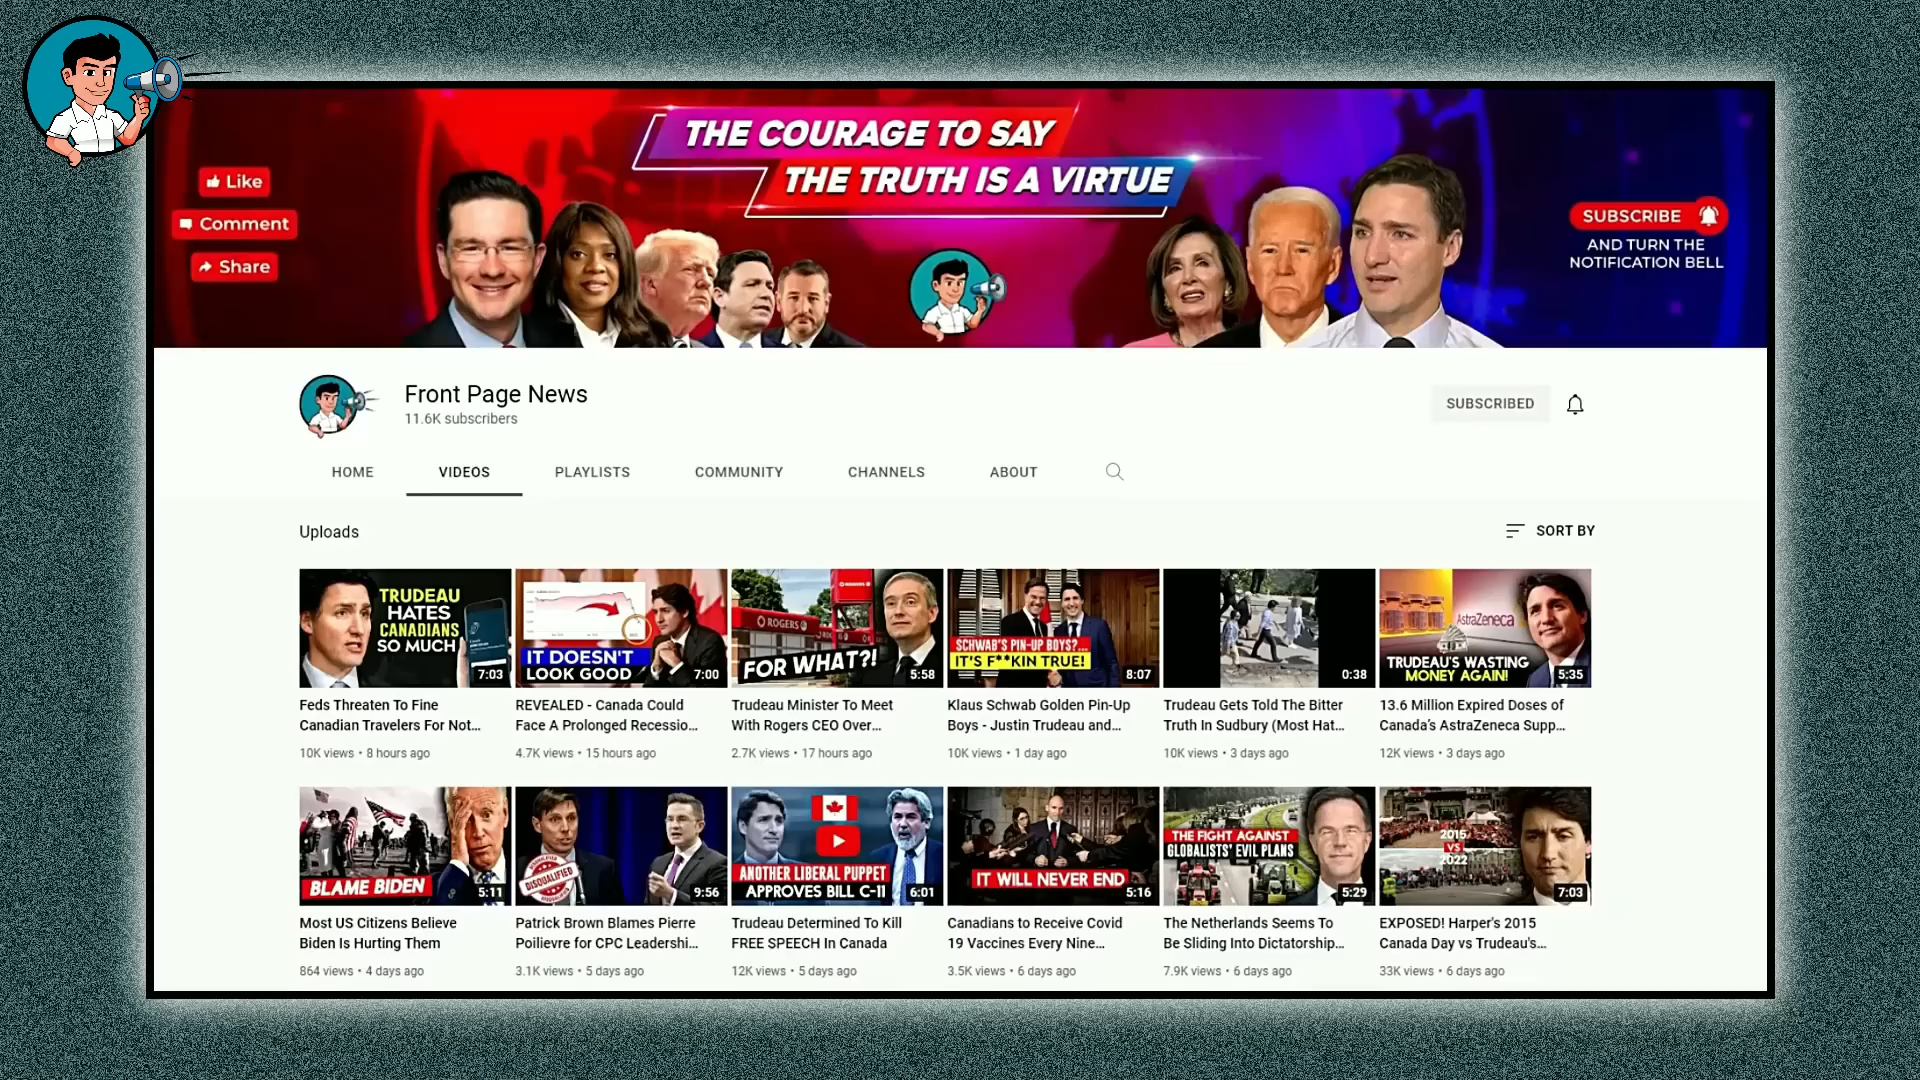 THE COURAGE TO SAY
THE TRUTH IS A VIRTUE
Like
Comment
Share
SUBSCRIBE
AND TURN THE
NOTIFICATION BELL
Front Page News
11.6K subscribers
SUBSCRIBED
HOME
VIDEOS
PLAYLISTS
COMMUNITY
CHANNELS
ABOUT
Uploads
SORT BY
TRUDEAU
HATES
CANADIANS
SO MUCH
7:03
IT DOESN'T
LOOK GOOD
7:00
ROGERS
FOR WHAT?!
5:58
SCHWAB'S PIN-UP BOYS?...
IT'S F**KIN TRUE!
8:07
0:38
AstraZeneca
TRUDEAU'S WASTING
MONEY AGAIN!
5:35
Feds Threaten To Fine
Canadian Travelers For Not...
10K views • 8 hours ago
REVEALED - Canada Could
Face A Prolonged Recessio...
4.7K views • 15 hours ago
Trudeau Minister To Meet
With Rogers CEO Over...
2.7K views • 17 hours ago
Klaus Schwab Golden Pin-Up
Boys - Justin Trudeau and...
10K views • 1 day ago
Trudeau Gets Told The Bitter
Truth In Sudbury (Most Hat...
10K views • 3 days ago
13.6 Million Expired Doses of
Canada's AstraZeneca Supp...
12K views • 3 days ago
BLAME BIDEN
5:11
DISQUALIFIED
9:56
ANOTHER LIBERAL PUPPET
APPROVES BILL C-11
6:01
IT WILL NEVER END
5:16
THE FIGHT AGAINST
GLOBALISTS' EVIL PLANS
5:29
2015
VS
2022
7:03
Most US Citizens Believe
Biden Is Hurting Them
864 views • 4 days ago
Patrick Brown Blames Pierre
Poilievre for CPC Leadershi...
3.1K views • 5 days ago
Trudeau Determined To Kill
FREE SPEECH In Canada
12K views • 5 days ago
Canadians to Receive Covid
19 Vaccines Every Nine...
3.5K views • 6 days ago
The Netherlands Seems To
Be Sliding Into Dictatorship...
7.9K views • 6 days ago
EXPOSED! Harper's 2015
Canada Day vs Trudeau's...
33K views • 6 days ago